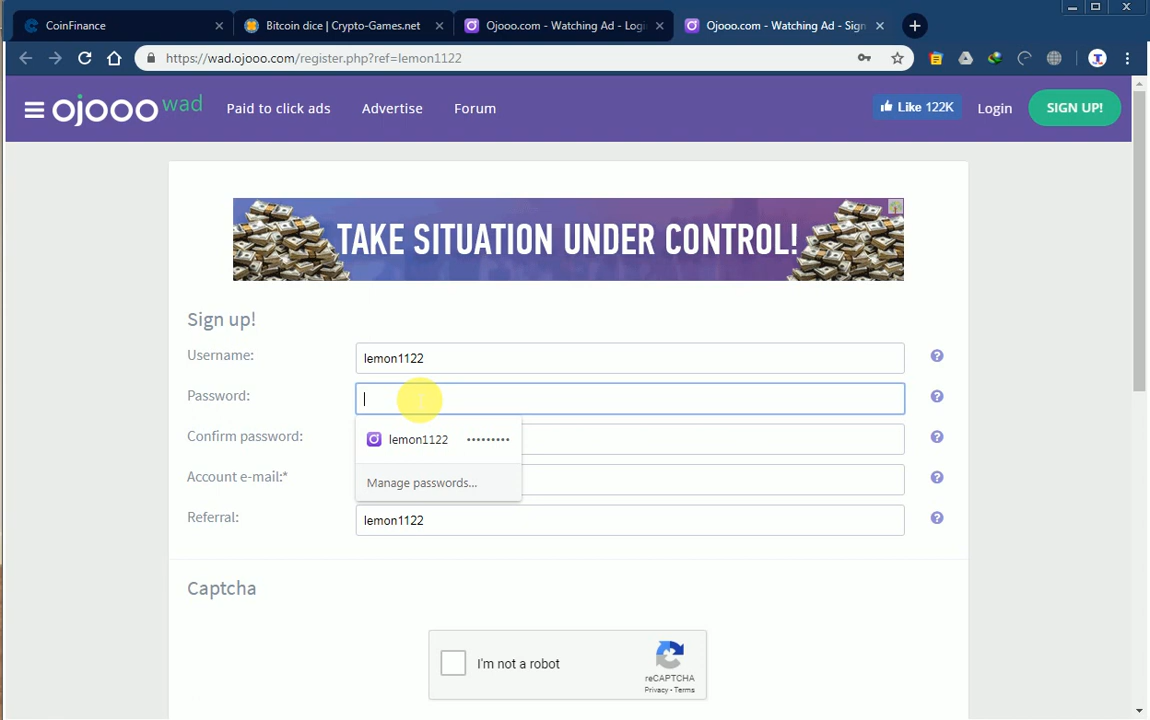 CoinFinance
Bitcoin dice | Crypto-Games.net
Ojooo.com - Watching Ad - Logi
Ojooo.com - Watching Ad - Sign
https://wad.ojooo.com/register.php?ref=lemon1122
ojooo wad
Paid to click ads
Advertise
Forum
Like 122K
Login
SIGN UP!
TAKE SITUATION UNDER CONTROL!
Sign up!
Username:
lemon1122
Password:
lemon1122 •••••••••
Confirm password:
Account e-mail:*
Manage passwords...
Referral:
lemon1122
Captcha
I'm not a robot
reCAPTCHA
Privacy - Terms